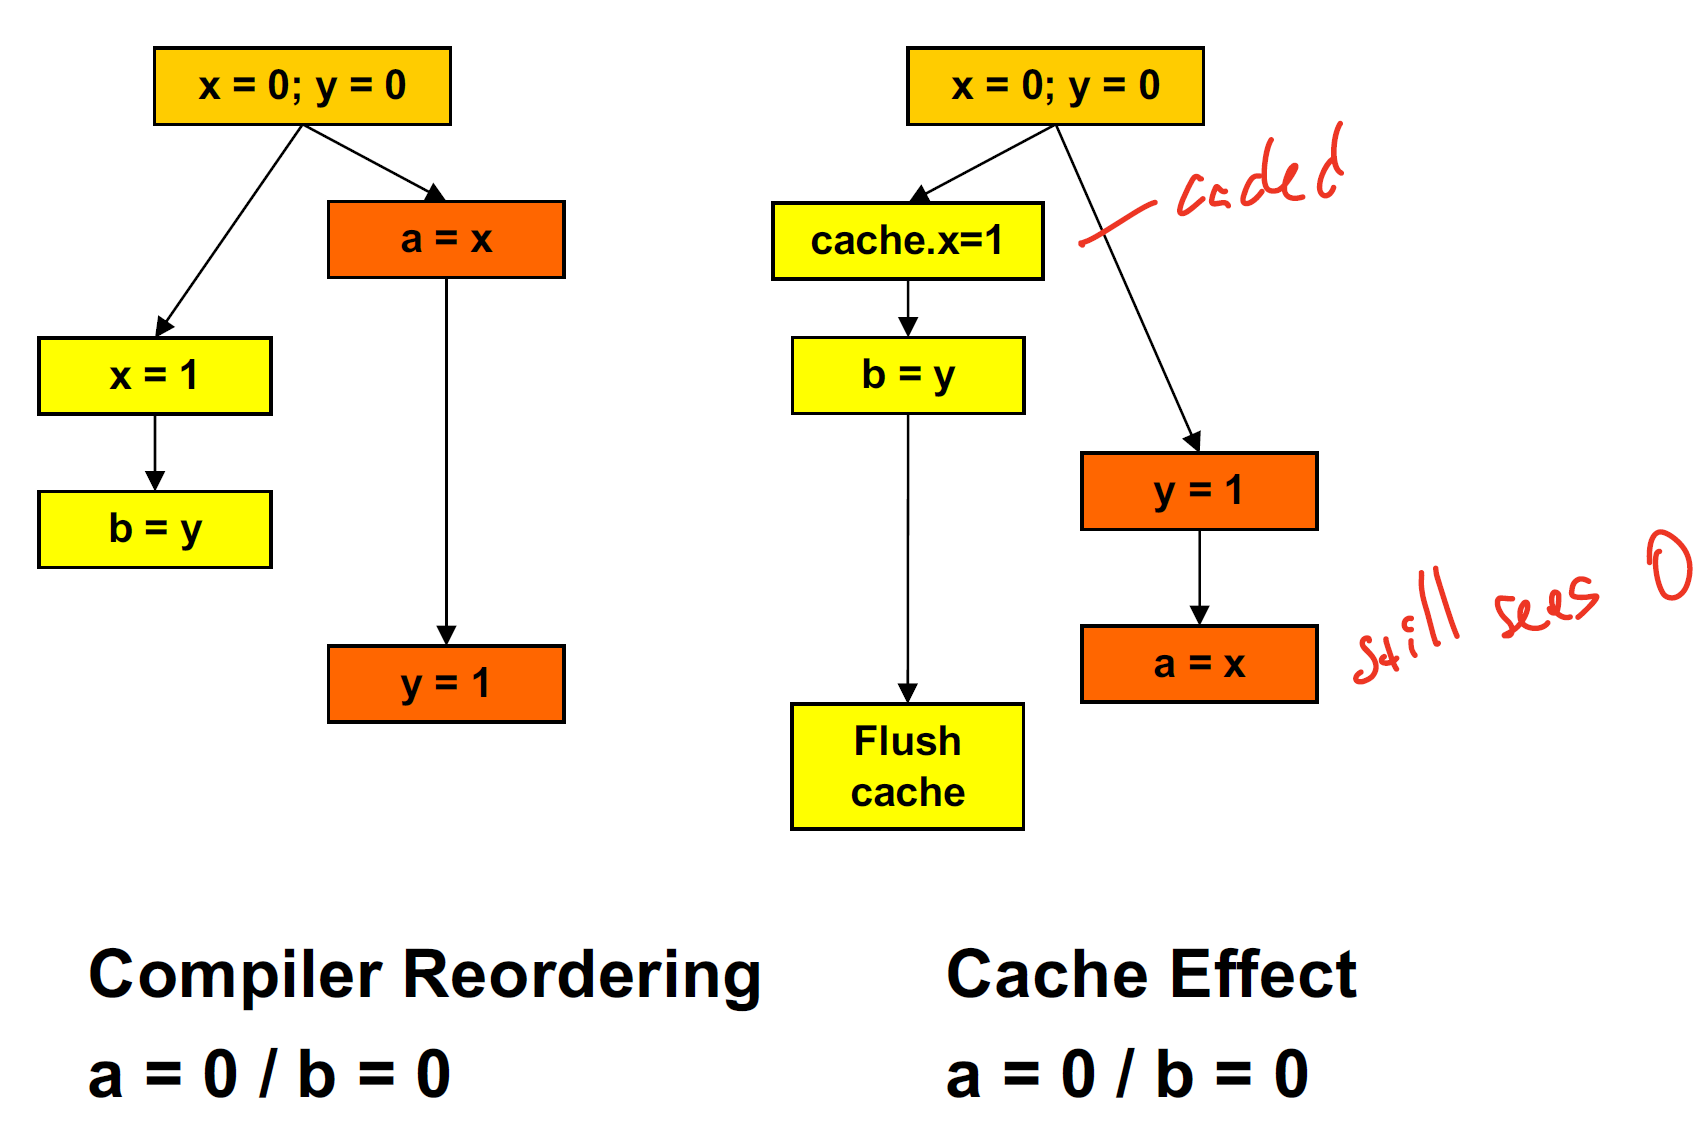 x = 0; y = 0
a = x
x = 1
b = y
y = 1
Compiler Reordering
a = 0 / b = 0
x = 0; y = 0
cached
cache.x=1
b = y
y = 1
a = x
still sees 0
Flush
cache
Cache Effect
a = 0 / b = 0